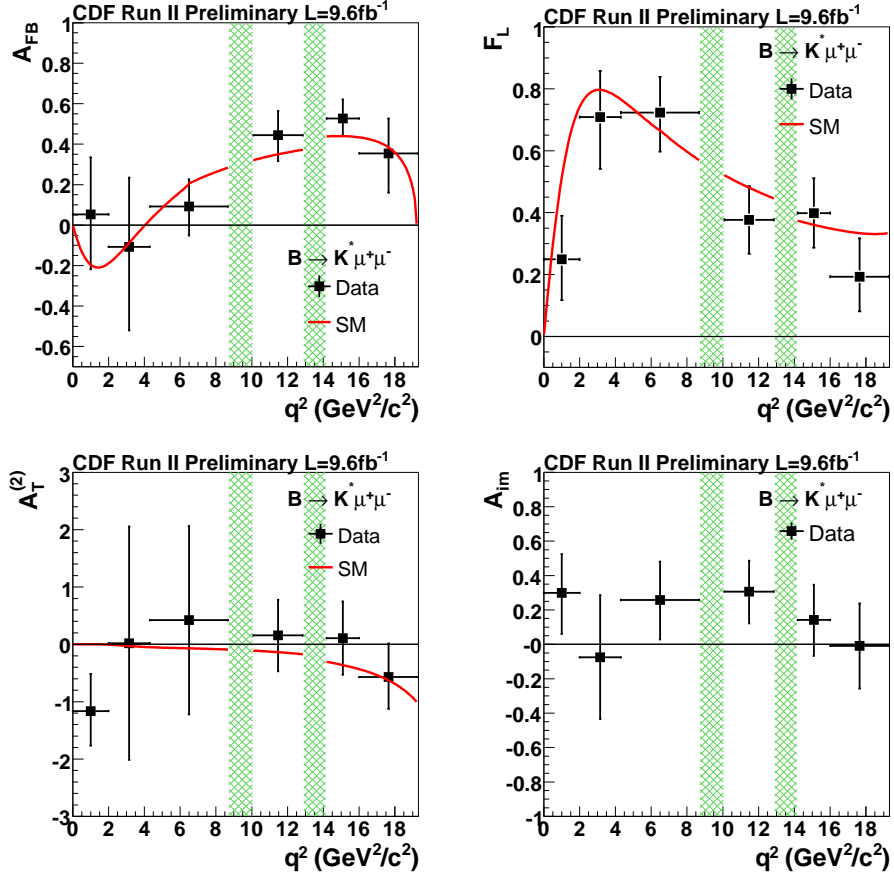 CDF Run II Preliminary L=9.6fb⁻¹
A_FB
1
0.8
0.6
0.4
0.2
0
-0.2
-0.4
-0.6
B → K* μ⁺μ⁻
Data
SM
0 2 4 6 8 10 12 14 16 18
q² (GeV²/c²)
CDF Run II Preliminary L=9.6fb⁻¹
F_L
1
0.8
0.6
0.4
0.2
0
B → K* μ⁺μ⁻
Data
SM
0 2 4 6 8 10 12 14 16 18
q² (GeV²/c²)
CDF Run II Preliminary L=9.6fb⁻¹
A_T^(2)
3
2
1
0
-1
-2
-3
B → K* μ⁺μ⁻
Data
SM
0 2 4 6 8 10 12 14 16 18
q² (GeV²/c²)
CDF Run II Preliminary L=9.6fb⁻¹
A_im
1
0.8
0.6
0.4
0.2
-0
-0.2
-0.4
-0.6
-0.8
-1
B → K* μ⁺μ⁻
Data
0 2 4 6 8 10 12 14 16 18
q² (GeV²/c²)